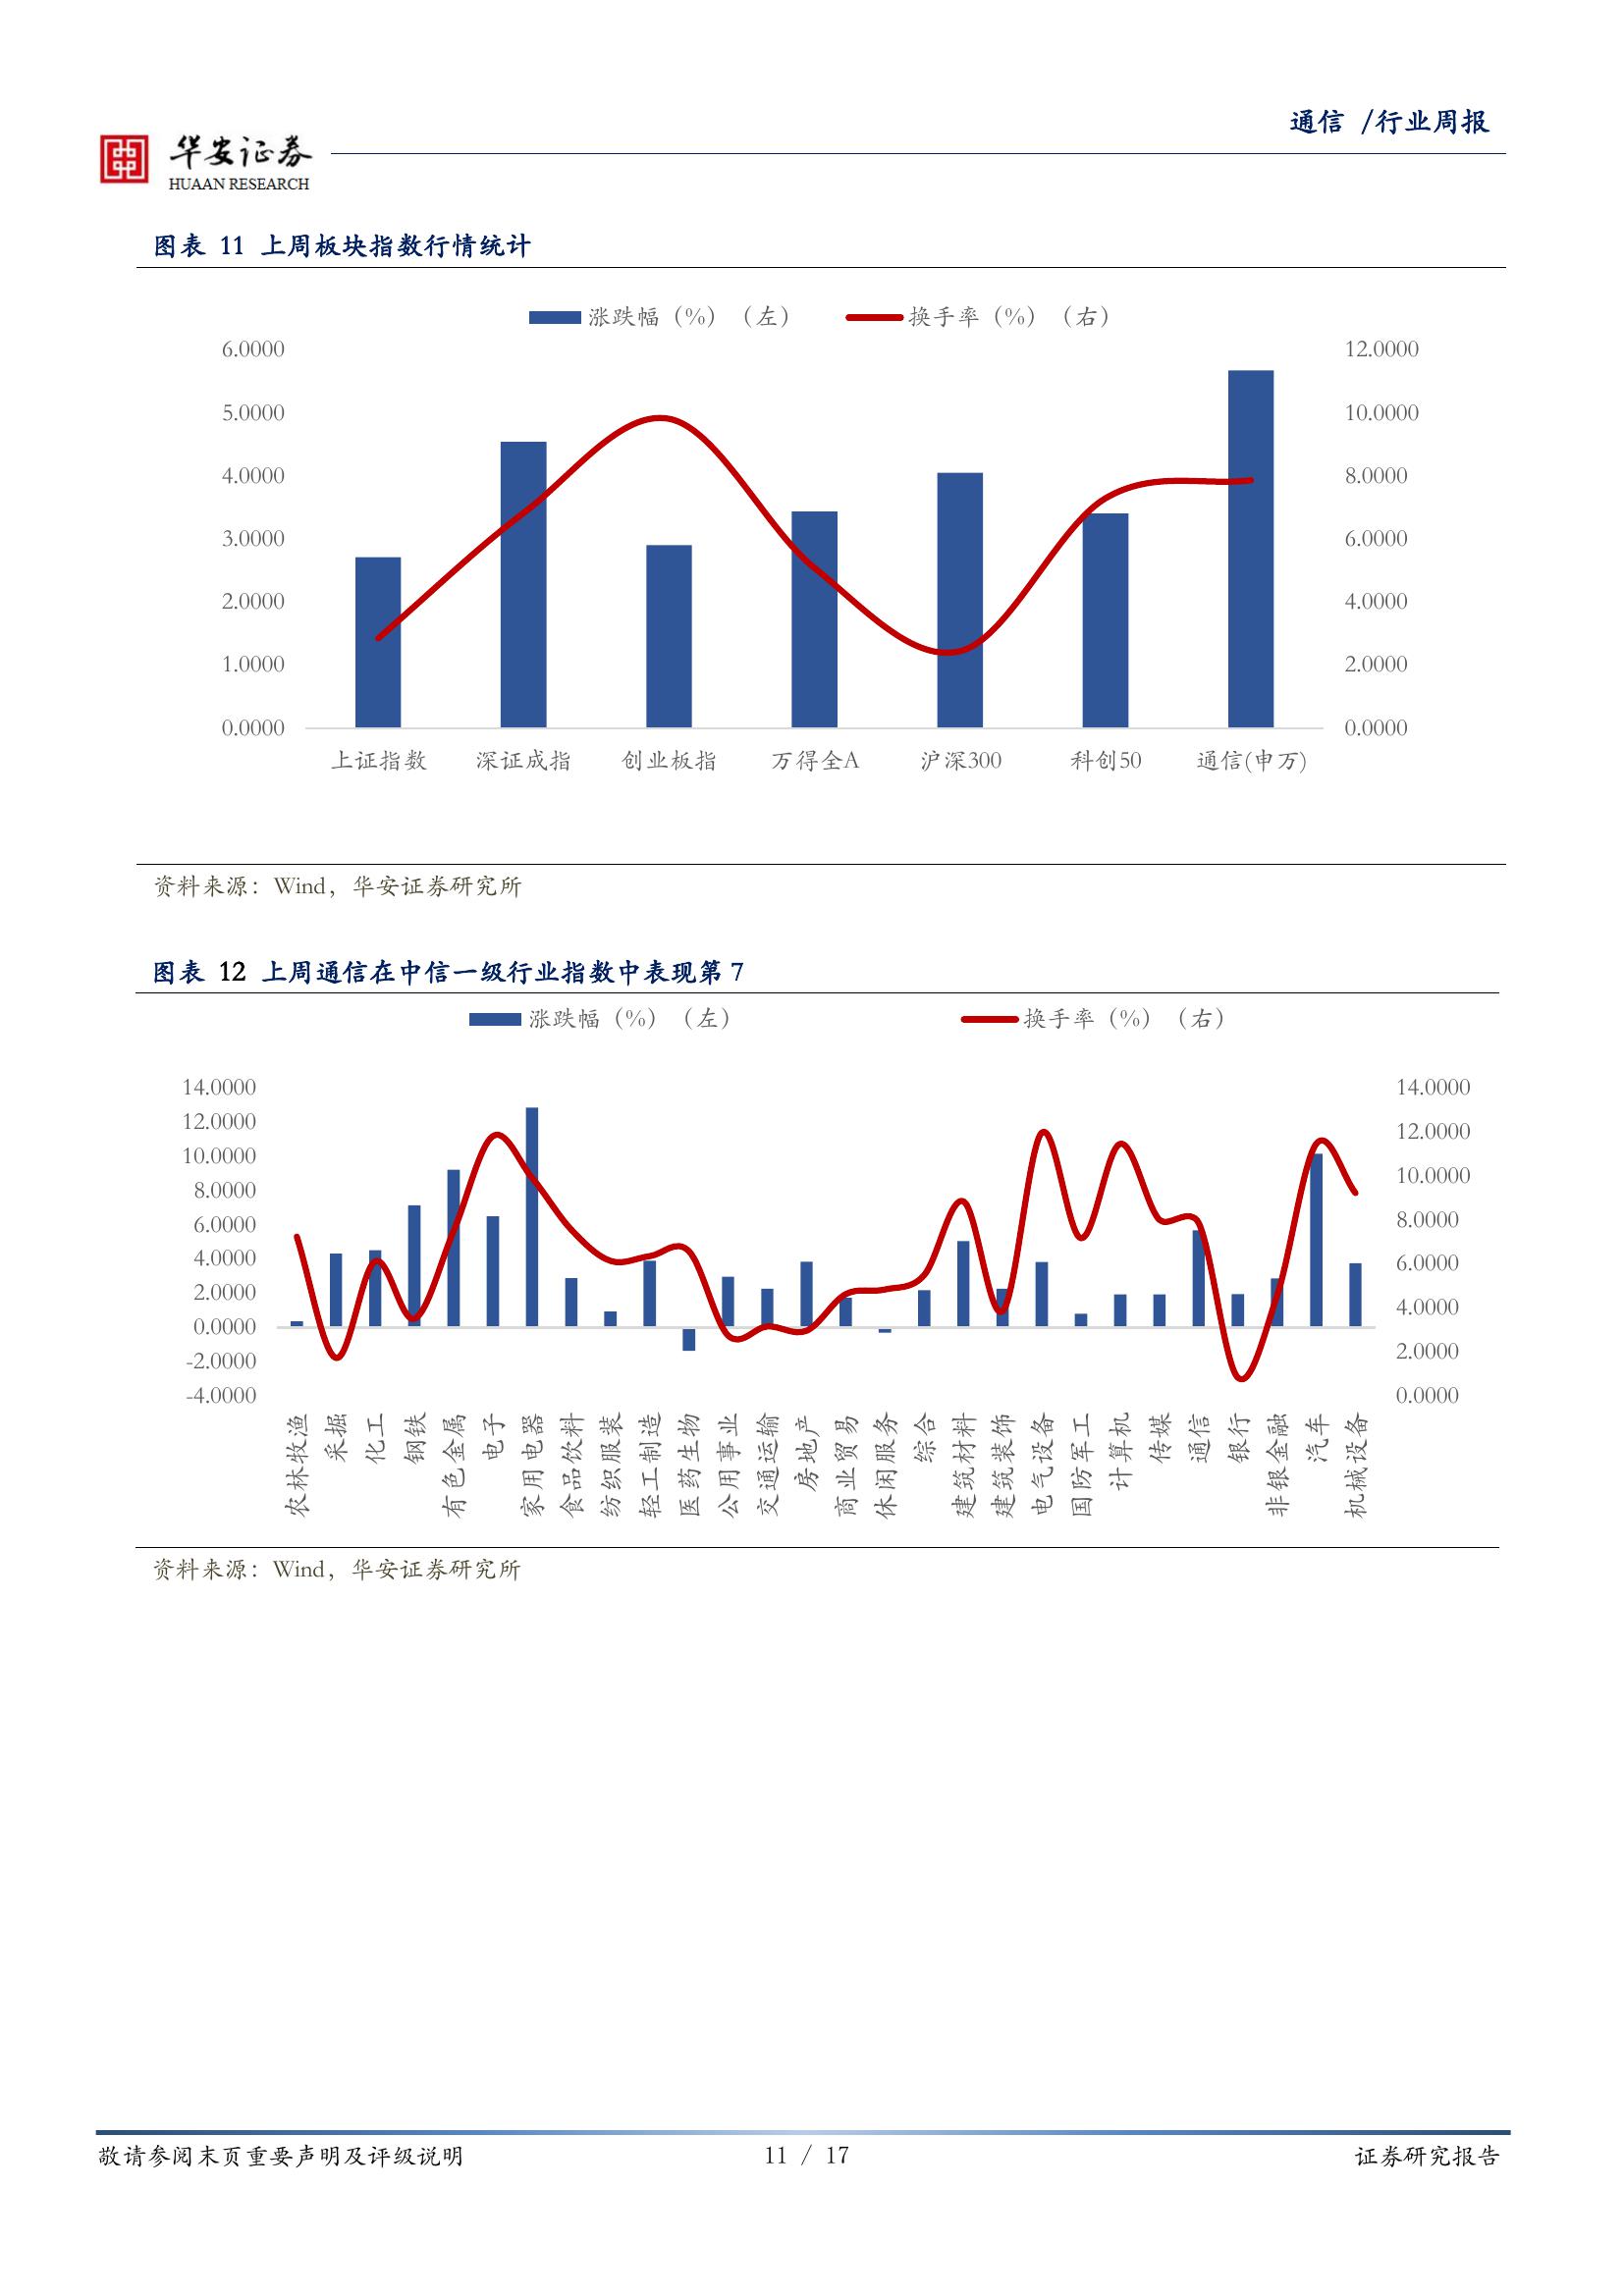 通信 /行业周报
华安证券
HUAAN RESEARCH
图表 11 上周板块指数行情统计
涨跌幅（%）（左） 换手率（%）（右）
6.0000 12.0000
5.0000 10.0000
4.0000 8.0000
3.0000 6.0000
2.0000 4.0000
1.0000 2.0000
0.0000 0.0000
上证指数 深证成指 创业板指 万得全A 沪深300 科创50 通信(申万)
资料来源：Wind，华安证券研究所
图表 12 上周通信在中信一级行业指数中表现第 7
涨跌幅（%）（左） 换手率（%）（右）
14.0000 14.0000
12.0000 12.0000
10.0000 10.0000
8.0000 8.0000
6.0000 6.0000
4.0000 4.0000
2.0000 2.0000
0.0000 0.0000
-2.0000
-4.0000
农林牧渔 采掘 化工 钢铁 有色金属 电子 家用电器 食品饮料 纺织服装 轻工制造 医药生物 公用事业 交通运输 房地产 商业贸易 休闲服务 综合 建筑材料 建筑装饰 电气设备 国防军工 计算机 传媒 通信 银行 非银金融 汽车 机械设备
资料来源：Wind，华安证券研究所
敬请参阅末页重要声明及评级说明 11 / 17 证券研究报告